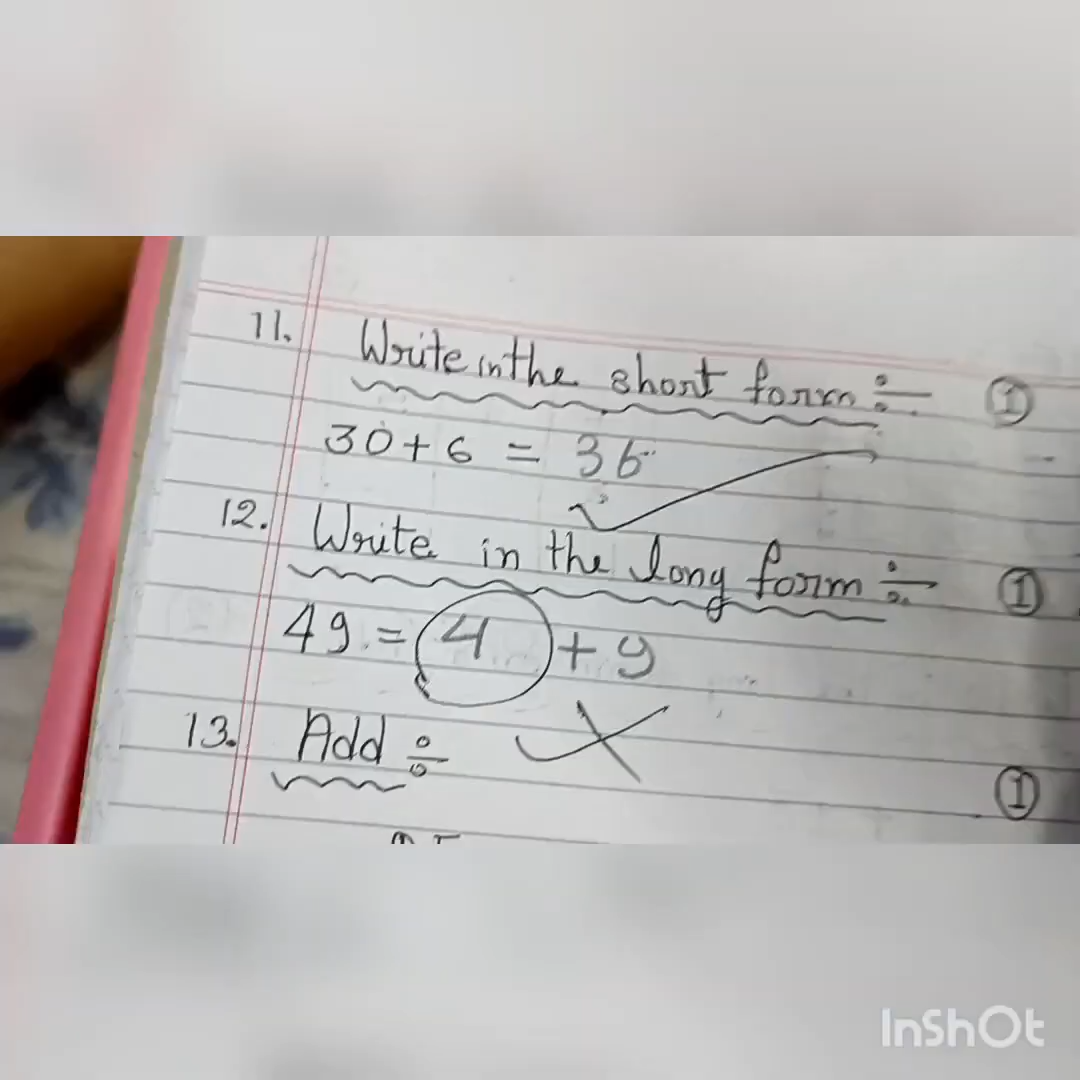 11. Write in the short form :- ①
30 + 6 = 36
12. Write in the long form :- ①
49 = 4 + 9
13. Add :- ①
InShOt